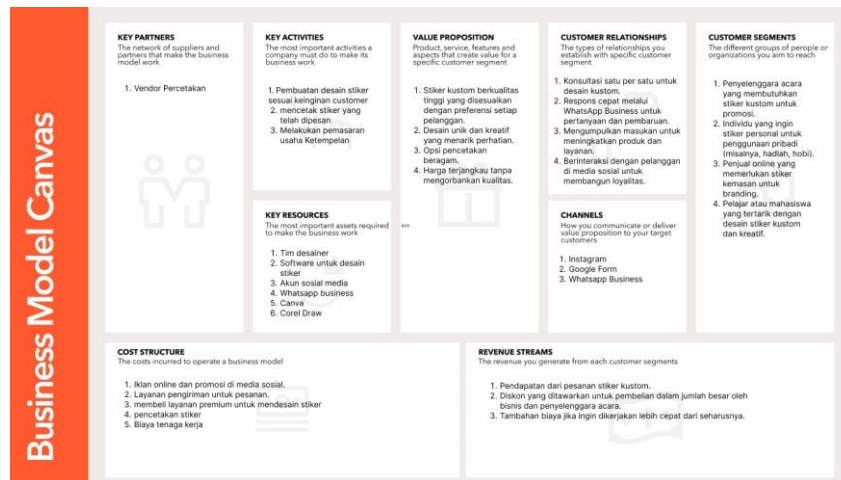 Business Model Canvas
KEY PARTNERS
The network of suppliers and
partners that make the business
model work
1. Vendor Percetakan
KEY ACTIVITIES
The most important activities a
company must do to make its
business work
1. Pembuatan desain stiker
sesuai keinginan customer
2. mencetak stiker yang
telah dipesan
3. Melakukan pemasaran
usaha Ketempelan
KEY RESOURCES
The most important assets required
to make the business work
1. Tim desainer
2. Software untuk desain
stiker
3. Akun sosial media
4. Whatsapp business
5. Canva
6. Corel Draw
VALUE PROPOSITION
Product, service, features and
aspects that create value for a
specific customer segment
1. Stiker kustom berkualitas
tinggi yang disesuaikan
dengan preferensi setiap
pelanggan.
2. Desain unik dan kreatif
yang menarik perhatian.
3. Opsi pencetakan
beragam.
4. Harga terjangkau tanpa
mengorbankan kualitas.
CUSTOMER RELATIONSHIPS
The types of relationships you
establish with specific customer
segment
1. Konsultasi satu per satu untuk
desain kustom.
2. Respons cepat melalui
WhatsApp Business untuk
pertanyaan dan pembaruan.
3. Mengumpulkan masukan untuk
meningkatkan produk dan
layanan.
4. Berinteraksi dengan pelanggan
di media sosial untuk
membangun loyalitas.
CHANNELS
How you communicate or deliver
value proposition to your target
customers
1. Instagram
2. Google Form
3. Whatsapp Business
CUSTOMER SEGMENTS
The different groups of perople or
organizations you aim to reach
1. Penyelenggara acara
yang membutuhkan
stiker kustom untuk
promosi.
2. Individu yang ingin
stiker personal untuk
penggunaan pribadi
(misalnya, hadiah, hobi).
3. Penjual online yang
memerlukan stiker
kemasan untuk
branding.
4. Pelajar atau mahasiswa
yang tertarik dengan
desain stiker kustom
dan kreatif.
COST STRUCTURE
The costs incurred to operate a business model
1. Iklan online dan promosi di media sosial.
2. Layanan pengiriman untuk pesanan.
3. membeli layanan premium untuk mendesain stiker
4. pencetakan stiker
5. Biaya tenaga kerja
REVENUE STREAMS
The revenue you generate from each customer segments
1. Pendapatan dari pesanan stiker kustom.
2. Diskon yang ditawarkan untuk pembelian dalam jumlah besar oleh
bisnis dan penyelenggara acara.
3. Tambahan biaya jika ingin dikerjakan lebih cepat dari seharusnya.